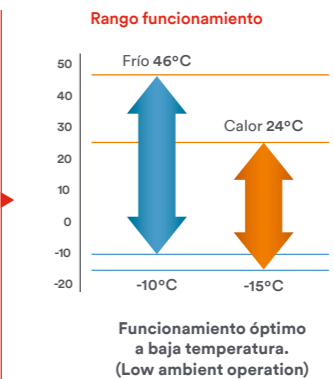 Rango funcionamiento
Frío 46°C
Calor 24°C
50
40
30
20
10
0
-10
-20
-10°C
-15°C
Funcionamiento óptimo
a baja temperatura.
(Low ambient operation)